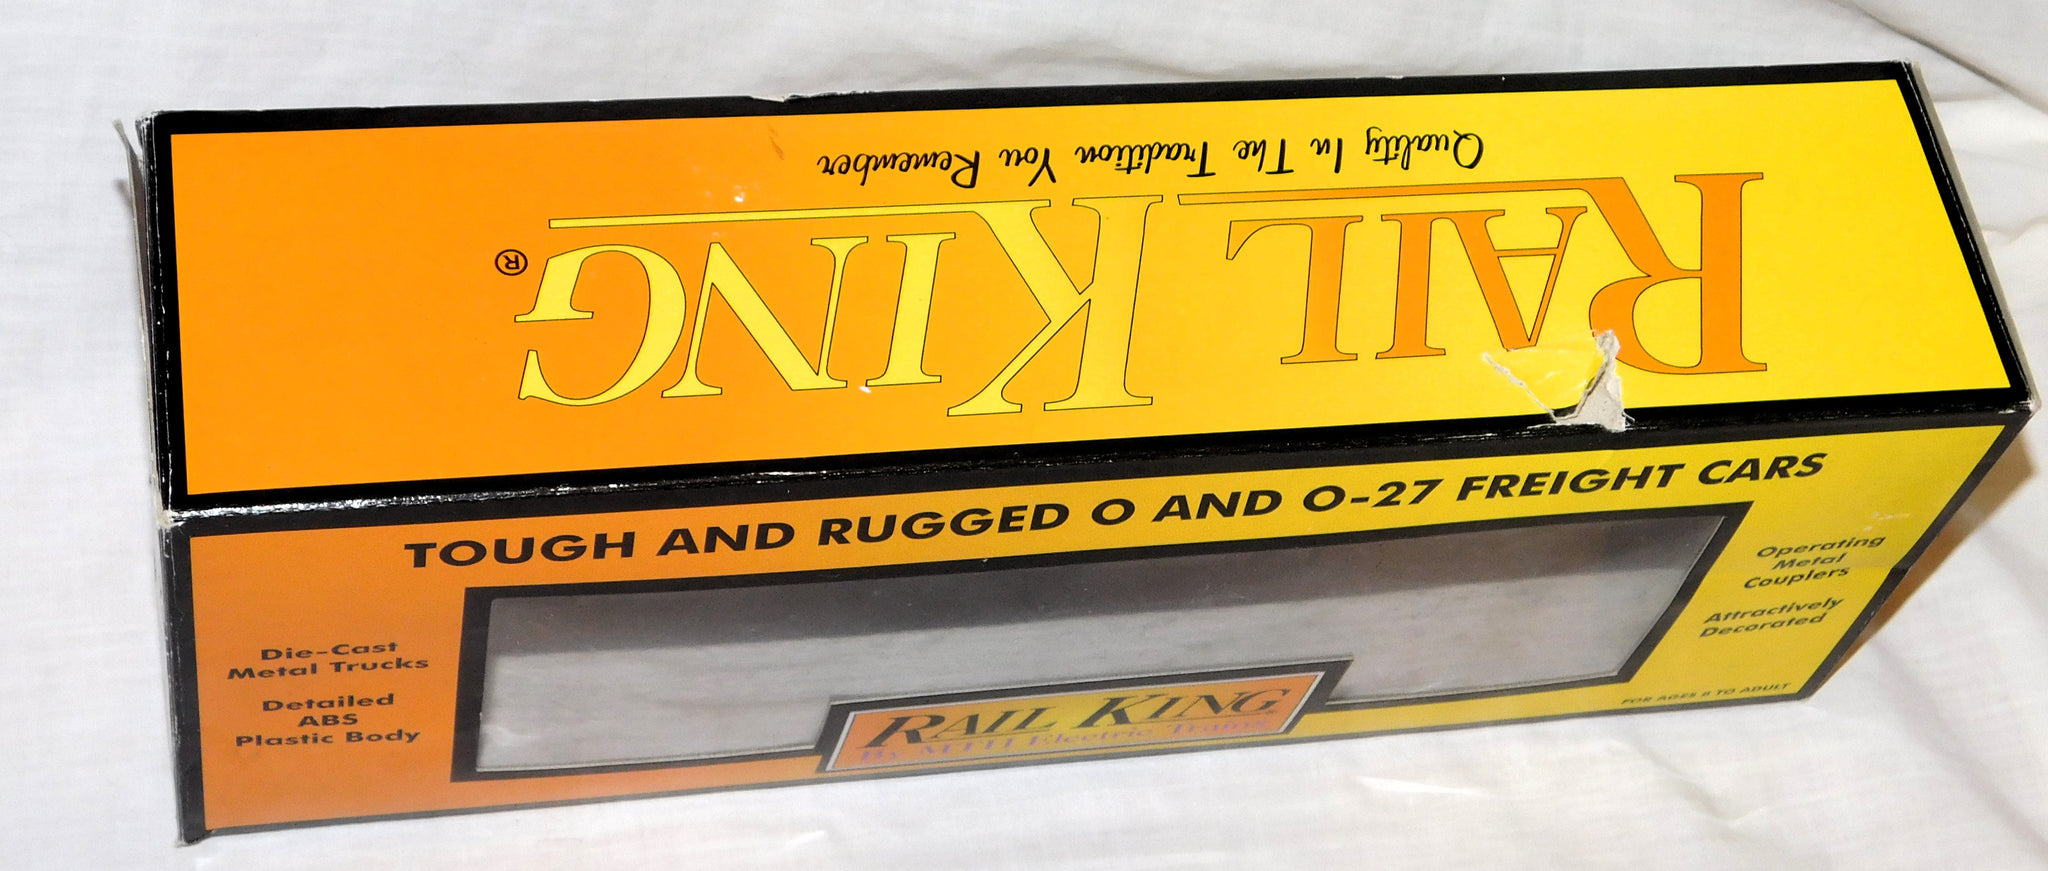 Quality In The Tradition You Remember
RAIL KING®
TOUGH AND RUGGED O AND O-27 FREIGHT CARS
Die-Cast
Metal Trucks
Detailed
ABS
Plastic Body
Operating
Metal
Couplers
Attractively
Decorated
RAIL KING
By MTH Electric Trains
FOR AGES 8 TO ADULT